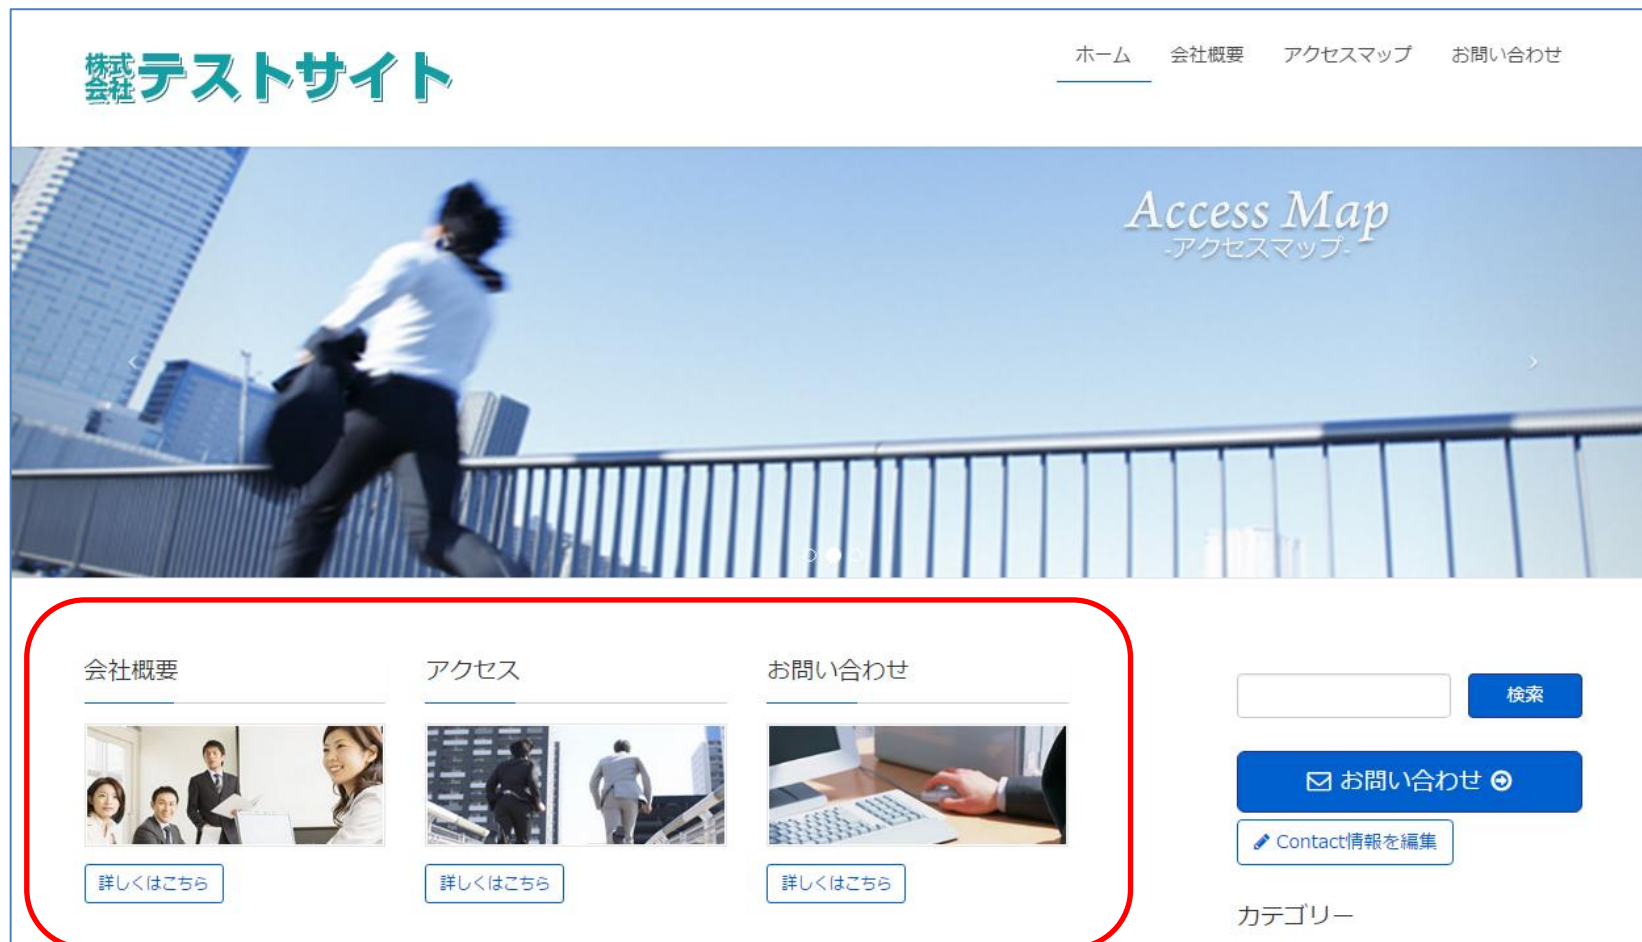 株式会社テストサイト
ホーム 会社概要 アクセスマップ お問い合わせ
Access Map
-アクセスマップ-
会社概要 アクセス お問い合わせ
詳しくはこちら 詳しくはこちら 詳しくはこちら
検索
お問い合わせ
Contact情報を編集
カテゴリー